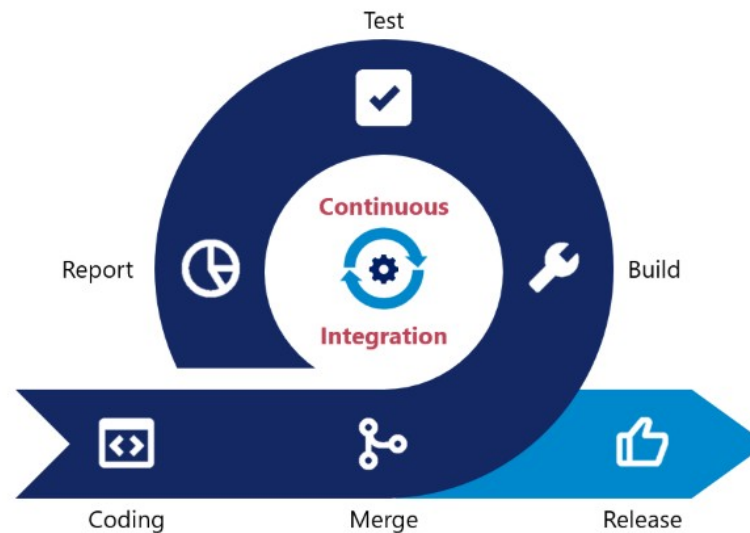 Test
Continuous
Report
Build
Integration
Coding
Merge
Release